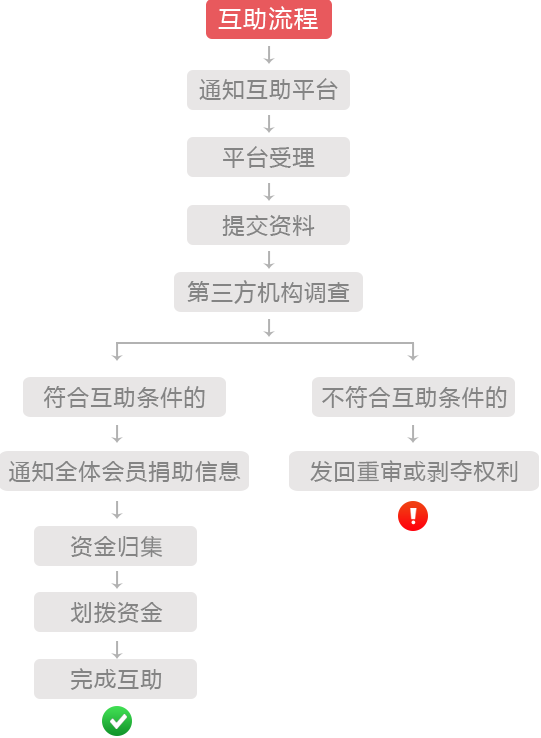 互助流程
通知互助平台
平台受理
提交资料
第三方机构调查
符合互助条件的
不符合互助条件的
通知全体会员捐助信息
发回重审或剥夺权利
资金归集
划拨资金
完成互助